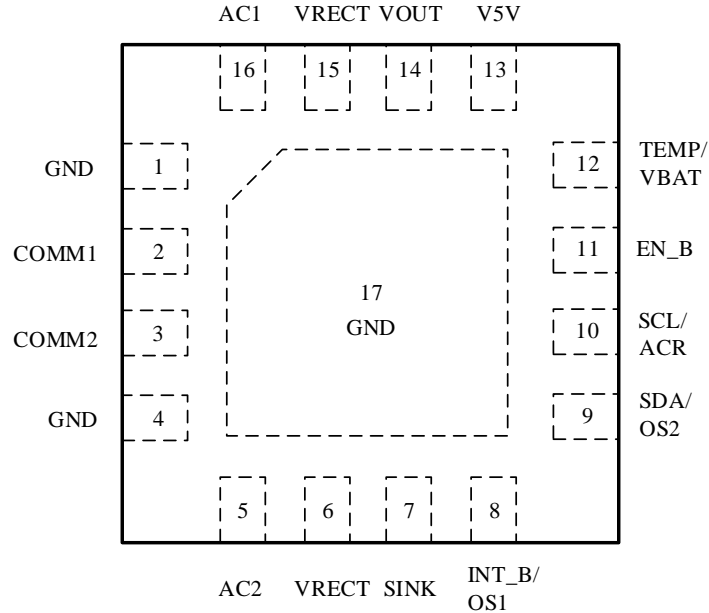 AC1 VRECT VOUT V5V
16 15 14 13
GND 1
12 TEMP/
VBAT
COMM1 2
11 EN_B
17
GND
COMM2 3
10 SCL/
ACR
GND 4
9 SDA/
OS2
5 6 7 8
AC2 VRECT SINK INT_B/
OS1